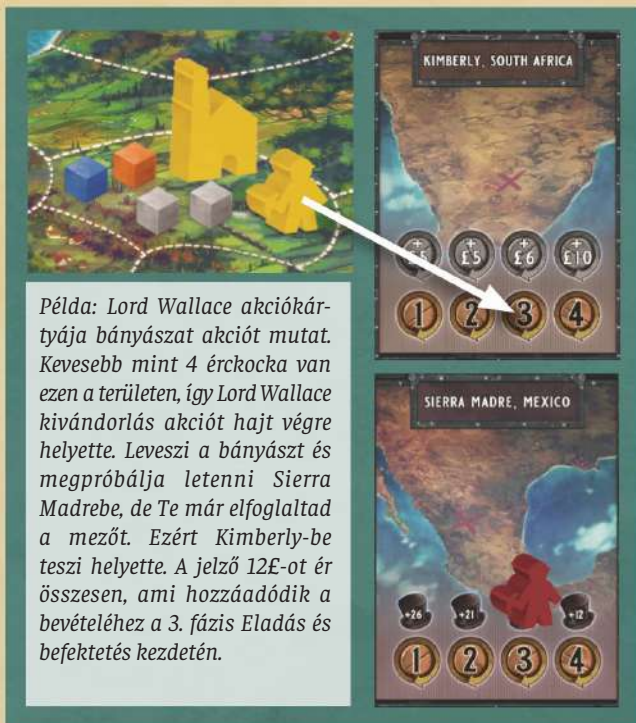 KIMBERLY, SOUTH AFRICA
+ £5 + £5 + £6 + £10
1 2 3 4
Példa: Lord Wallace akciókár-
tyája bányászat akciót mutat.
Kevesebb mint 4 érckocka van
ezen a területen, így Lord Wallace
kivándorlás akciót hajt végre
helyette. Leveszi a bányászt és
megpróbálja letenni Sierra
Madrebe, de Te már elfoglaltad
a mezőt. Ezért Kimberly-be
teszi helyette. A jelző 12£-ot ér
összesen, ami hozzáadódik a
bevételéhez a 3. fázis Eladás és
befektetés kezdetén.
SIERRA MADRE, MEXICO
+26 +21 +12
1 2 3 4